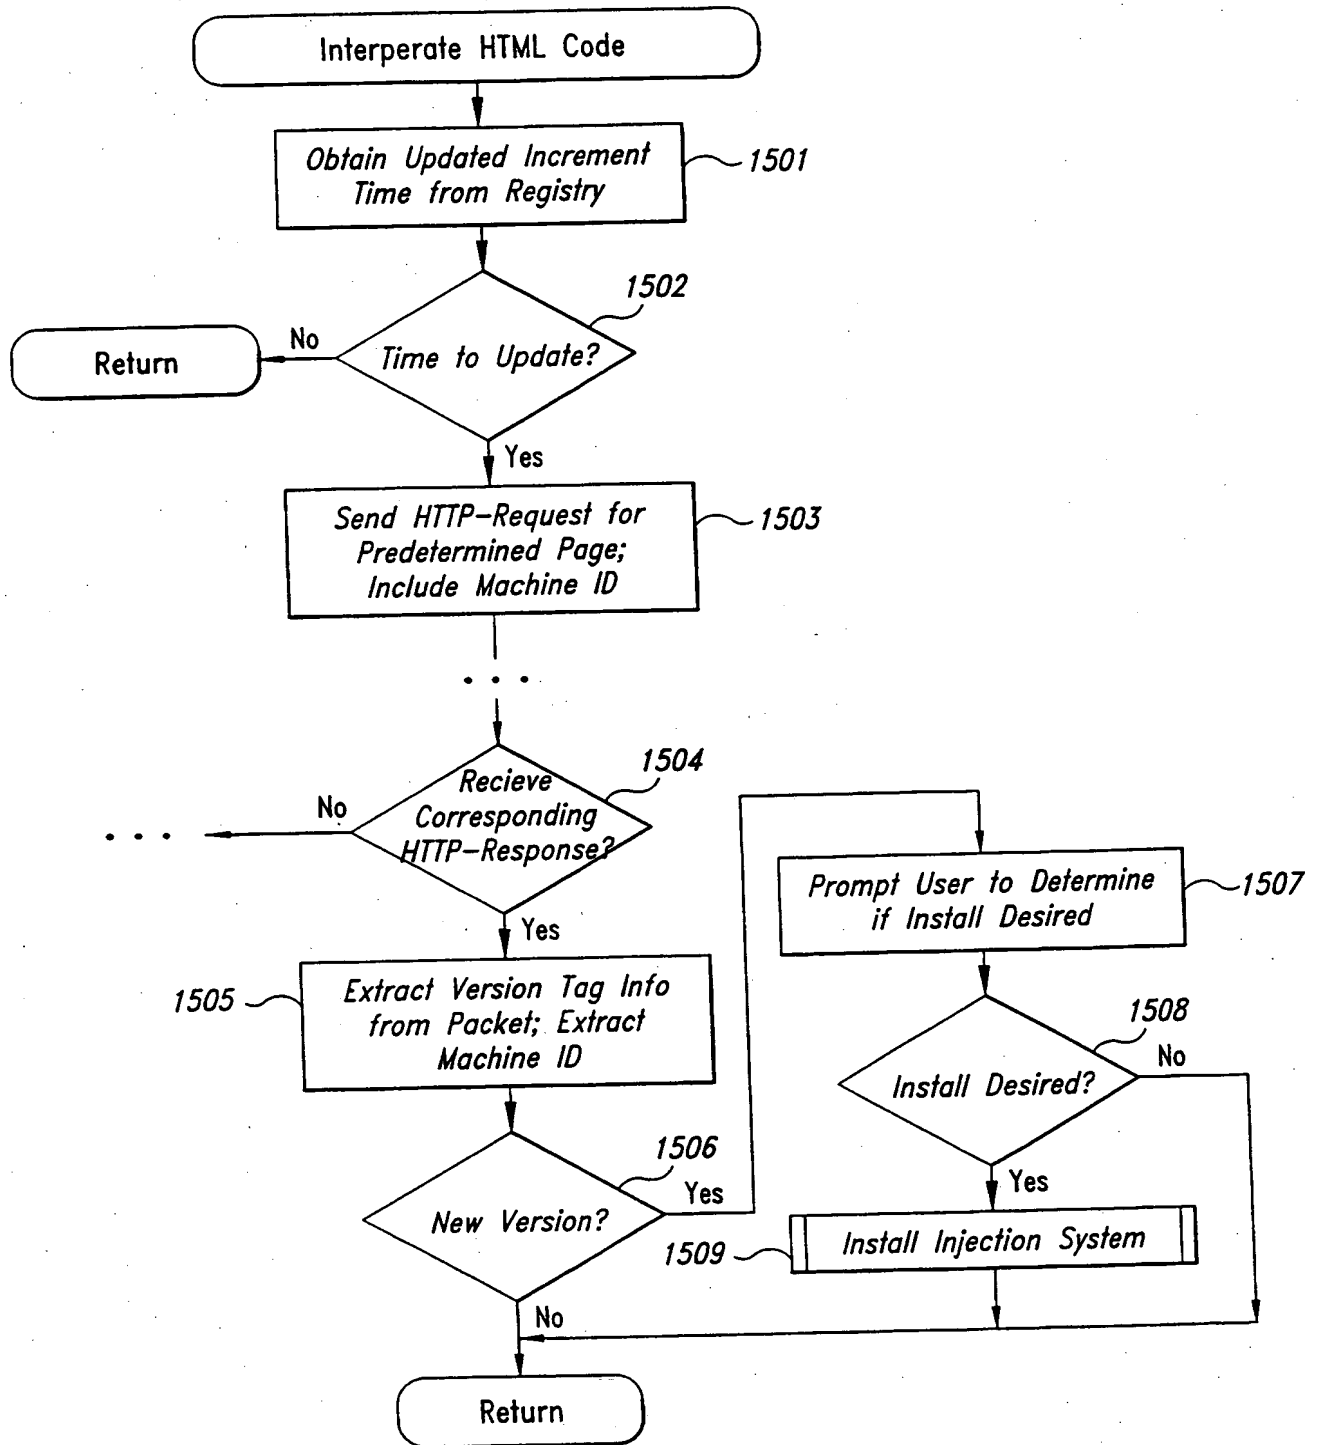 Interperate HTML Code
Obtain Updated Increment
Time from Registry
1501
1502
Time to Update?
No
Return
Yes
Send HTTP-Request for
Predetermined Page;
Include Machine ID
1503
. . .
1504
Recieve
Corresponding
HTTP-Response?
No
. . .
Yes
1505
Extract Version Tag Info
from Packet; Extract
Machine ID
1506
New Version?
Yes
Prompt User to Determine
if Install Desired
1507
1508
Install Desired?
No
Yes
1509
Install Injection System
No
Return